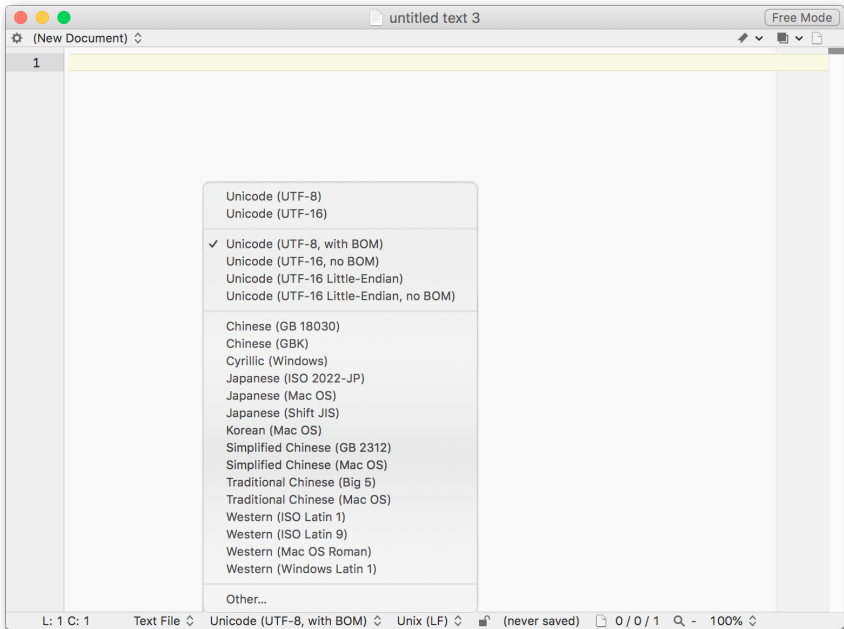 untitled text 3
Free Mode
(New Document)
1
Unicode (UTF-8)
Unicode (UTF-16)
Unicode (UTF-8, with BOM)
Unicode (UTF-16, no BOM)
Unicode (UTF-16 Little-Endian)
Unicode (UTF-16 Little-Endian, no BOM)
Chinese (GB 18030)
Chinese (GBK)
Cyrillic (Windows)
Japanese (ISO 2022-JP)
Japanese (Mac OS)
Japanese (Shift JIS)
Korean (Mac OS)
Simplified Chinese (GB 2312)
Simplified Chinese (Mac OS)
Traditional Chinese (Big 5)
Traditional Chinese (Mac OS)
Western (ISO Latin 1)
Western (ISO Latin 9)
Western (Mac OS Roman)
Western (Windows Latin 1)
Other...
L: 1 C: 1 Text File Unicode (UTF-8, with BOM) Unix (LF) (never saved) 0 / 0 / 1 - 100%